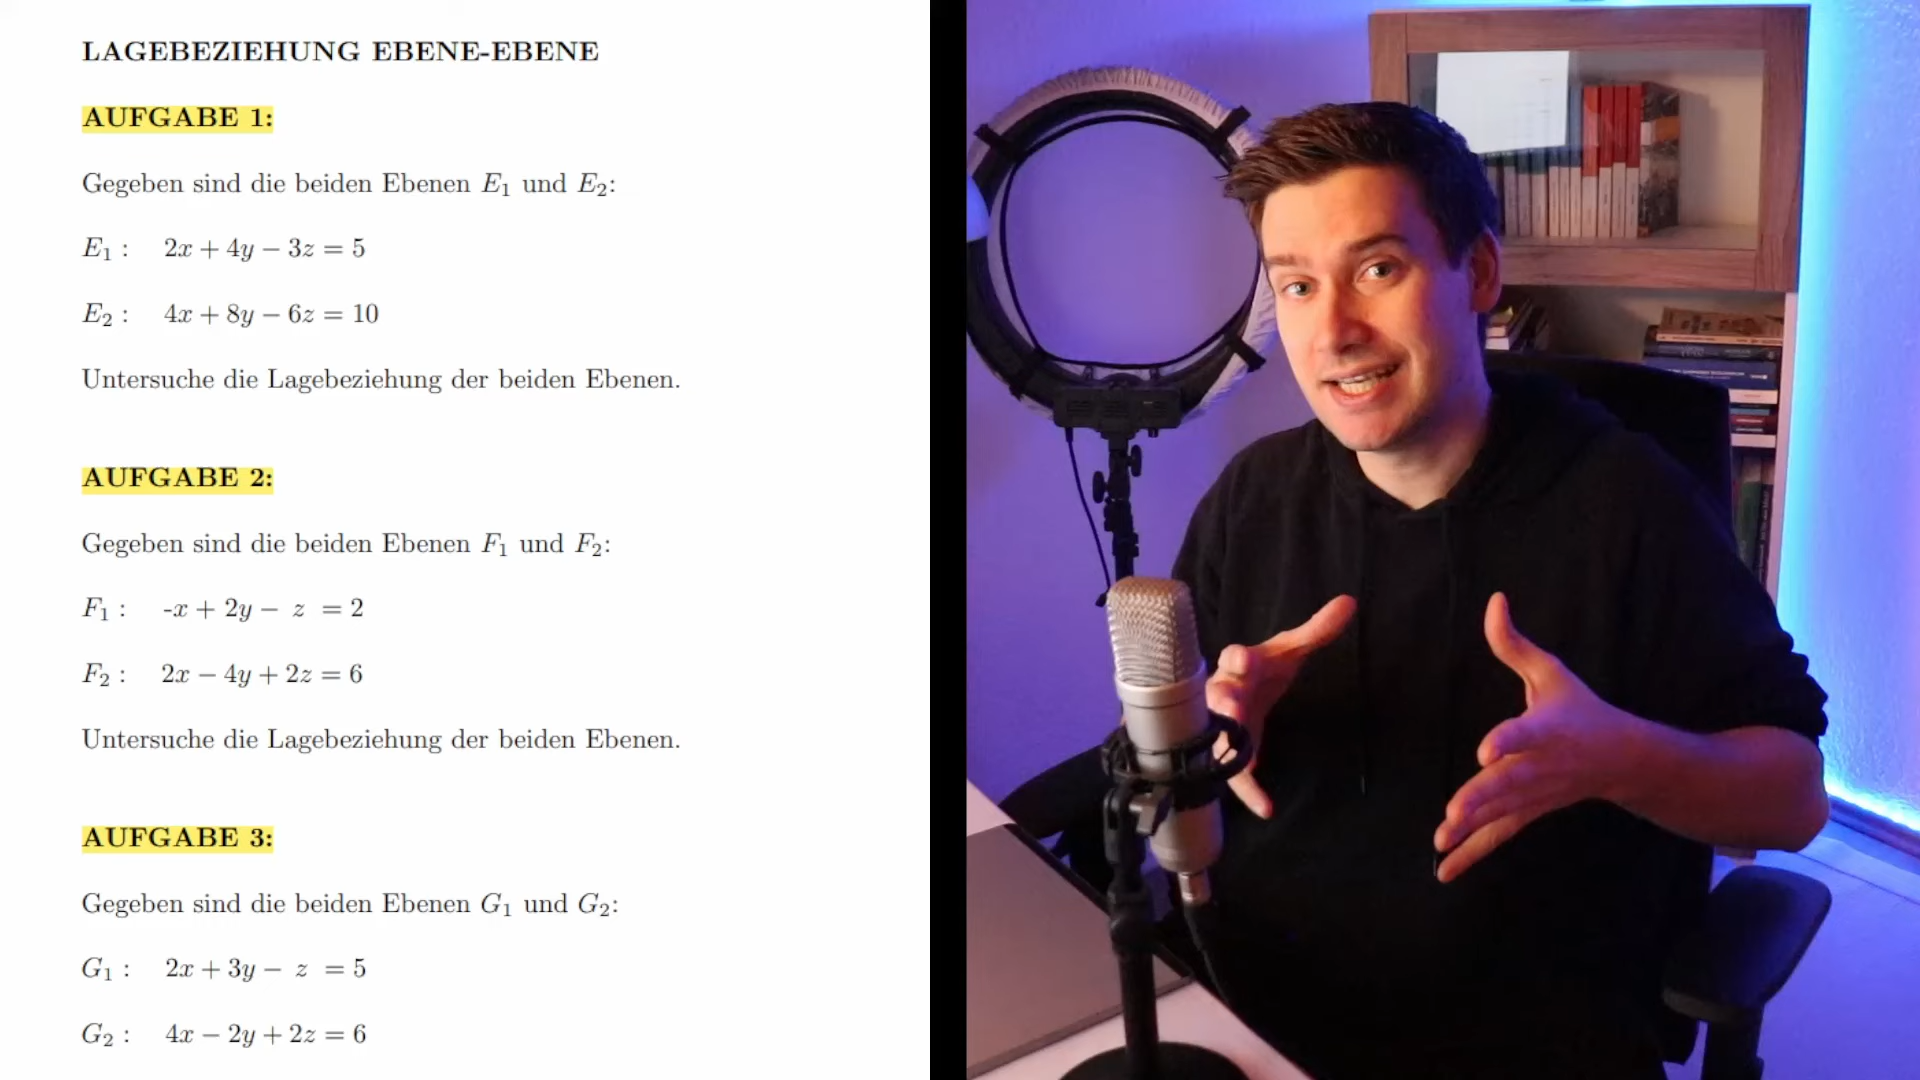 LAGEBEZIEHUNG EBENE-EBENE
AUFGABE 1:
Gegeben sind die beiden Ebenen E₁ und E₂:
E₁ : 2x + 4y − 3z = 5
E₂ : 4x + 8y − 6z = 10
Untersuche die Lagebeziehung der beiden Ebenen.
AUFGABE 2:
Gegeben sind die beiden Ebenen F₁ und F₂:
F₁ : -x + 2y − z = 2
F₂ : 2x − 4y + 2z = 6
Untersuche die Lagebeziehung der beiden Ebenen.
AUFGABE 3:
Gegeben sind die beiden Ebenen G₁ und G₂:
G₁ : 2x + 3y − z = 5
G₂ : 4x − 2y + 2z = 6